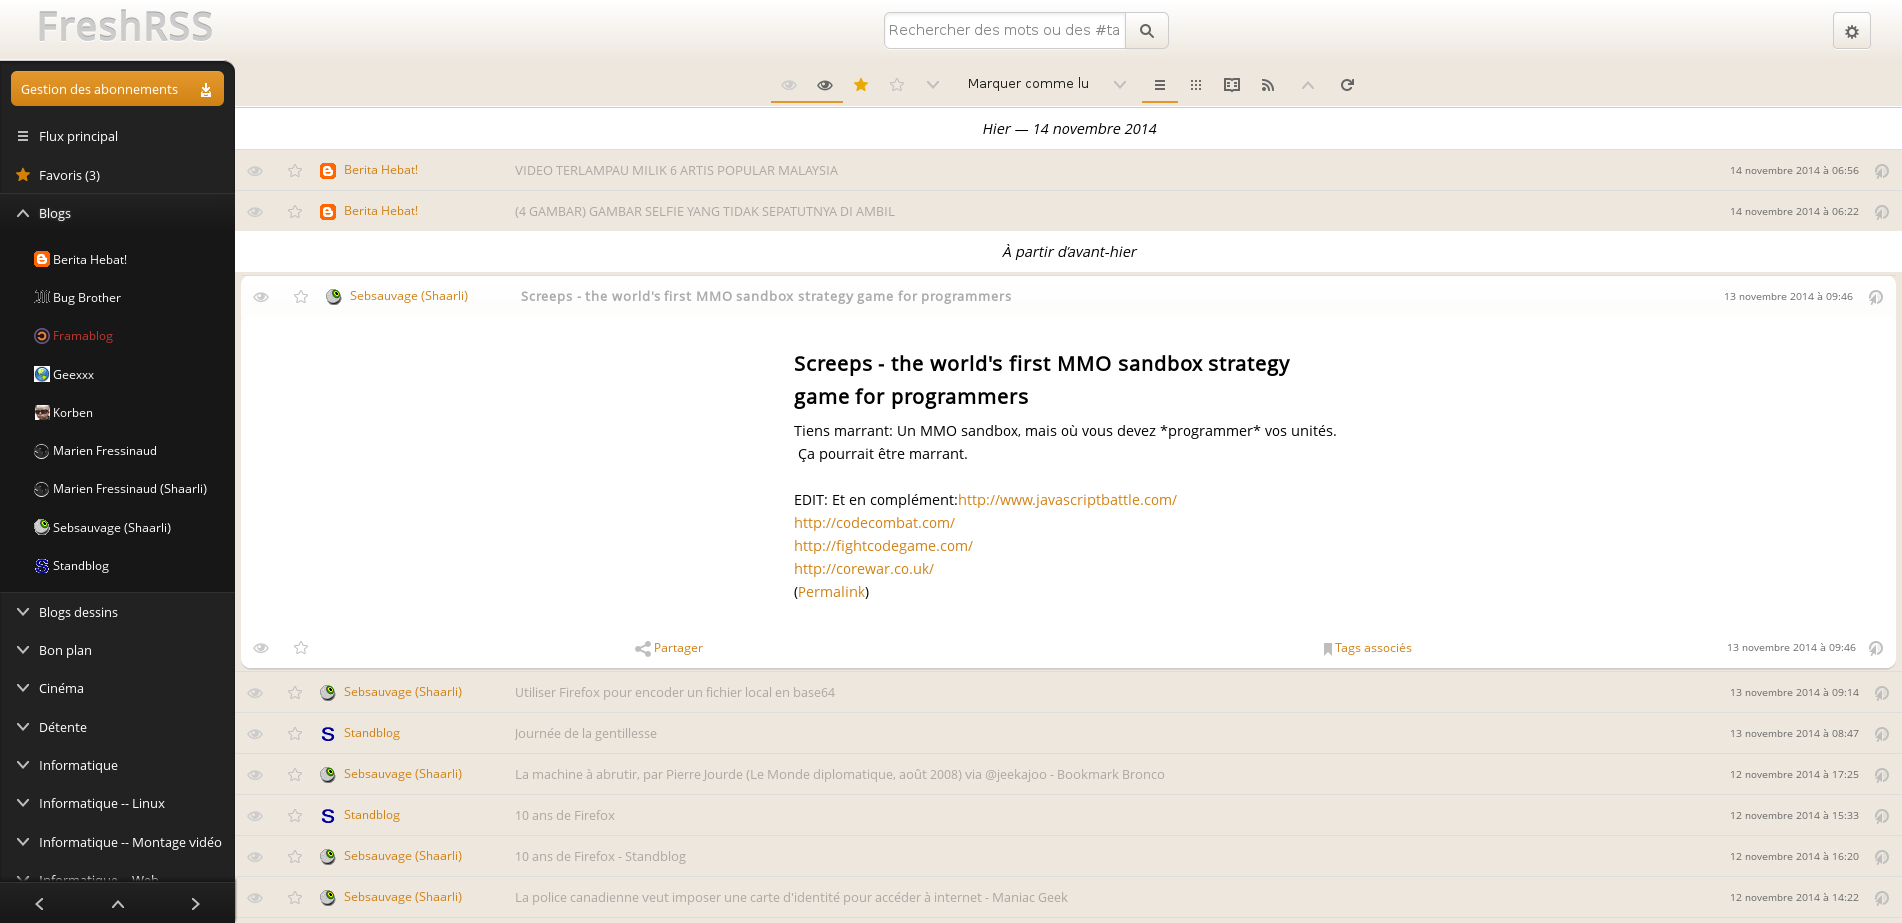 FreshRSS
Rechercher des mots ou des #ta
Gestion des abonnements
Marquer comme lu
Flux principal
Favoris (3)
Blogs
Berita Hebat!
Bug Brother
Framablog
Geexxx
Korben
Marien Fressinaud
Marien Fressinaud (Shaarli)
Sebsauvage (Shaarli)
Standblog
Blogs dessins
Bon plan
Cinéma
Détente
Informatique
Informatique -- Linux
Informatique -- Montage vidéo
Informatique -- Web
Hier — 14 novembre 2014
Berita Hebat! VIDEO TERLAMPAU MILIK 6 ARTIS POPULAR MALAYSIA 14 novembre 2014 à 06:56
Berita Hebat! (4 GAMBAR) GAMBAR SELFIE YANG TIDAK SEPATUTNYA DI AMBIL 14 novembre 2014 à 06:22
À partir d'avant-hier
Sebsauvage (Shaarli) Screeps - the world's first MMO sandbox strategy game for programmers 13 novembre 2014 à 09:46
Screeps - the world's first MMO sandbox strategy
game for programmers
Tiens marrant: Un MMO sandbox, mais où vous devez *programmer* vos unités.
Ça pourrait être marrant.
EDIT: Et en complément:http://www.javascriptbattle.com/
http://codecombat.com/
http://fightcodegame.com/
http://corewar.co.uk/
(Permalink)
Partager Tags associés 13 novembre 2014 à 09:46
Sebsauvage (Shaarli) Utiliser Firefox pour encoder un fichier local en base64 13 novembre 2014 à 09:14
Standblog Journée de la gentillesse 13 novembre 2014 à 08:47
Sebsauvage (Shaarli) La machine à abrutir, par Pierre Jourde (Le Monde diplomatique, août 2008) via @jeekajoo - Bookmark Bronco 12 novembre 2014 à 17:25
Standblog 10 ans de Firefox 12 novembre 2014 à 15:33
Sebsauvage (Shaarli) 10 ans de Firefox - Standblog 12 novembre 2014 à 16:20
Sebsauvage (Shaarli) La police canadienne veut imposer une carte d'identité pour accéder à internet - Maniac Geek 12 novembre 2014 à 14:22